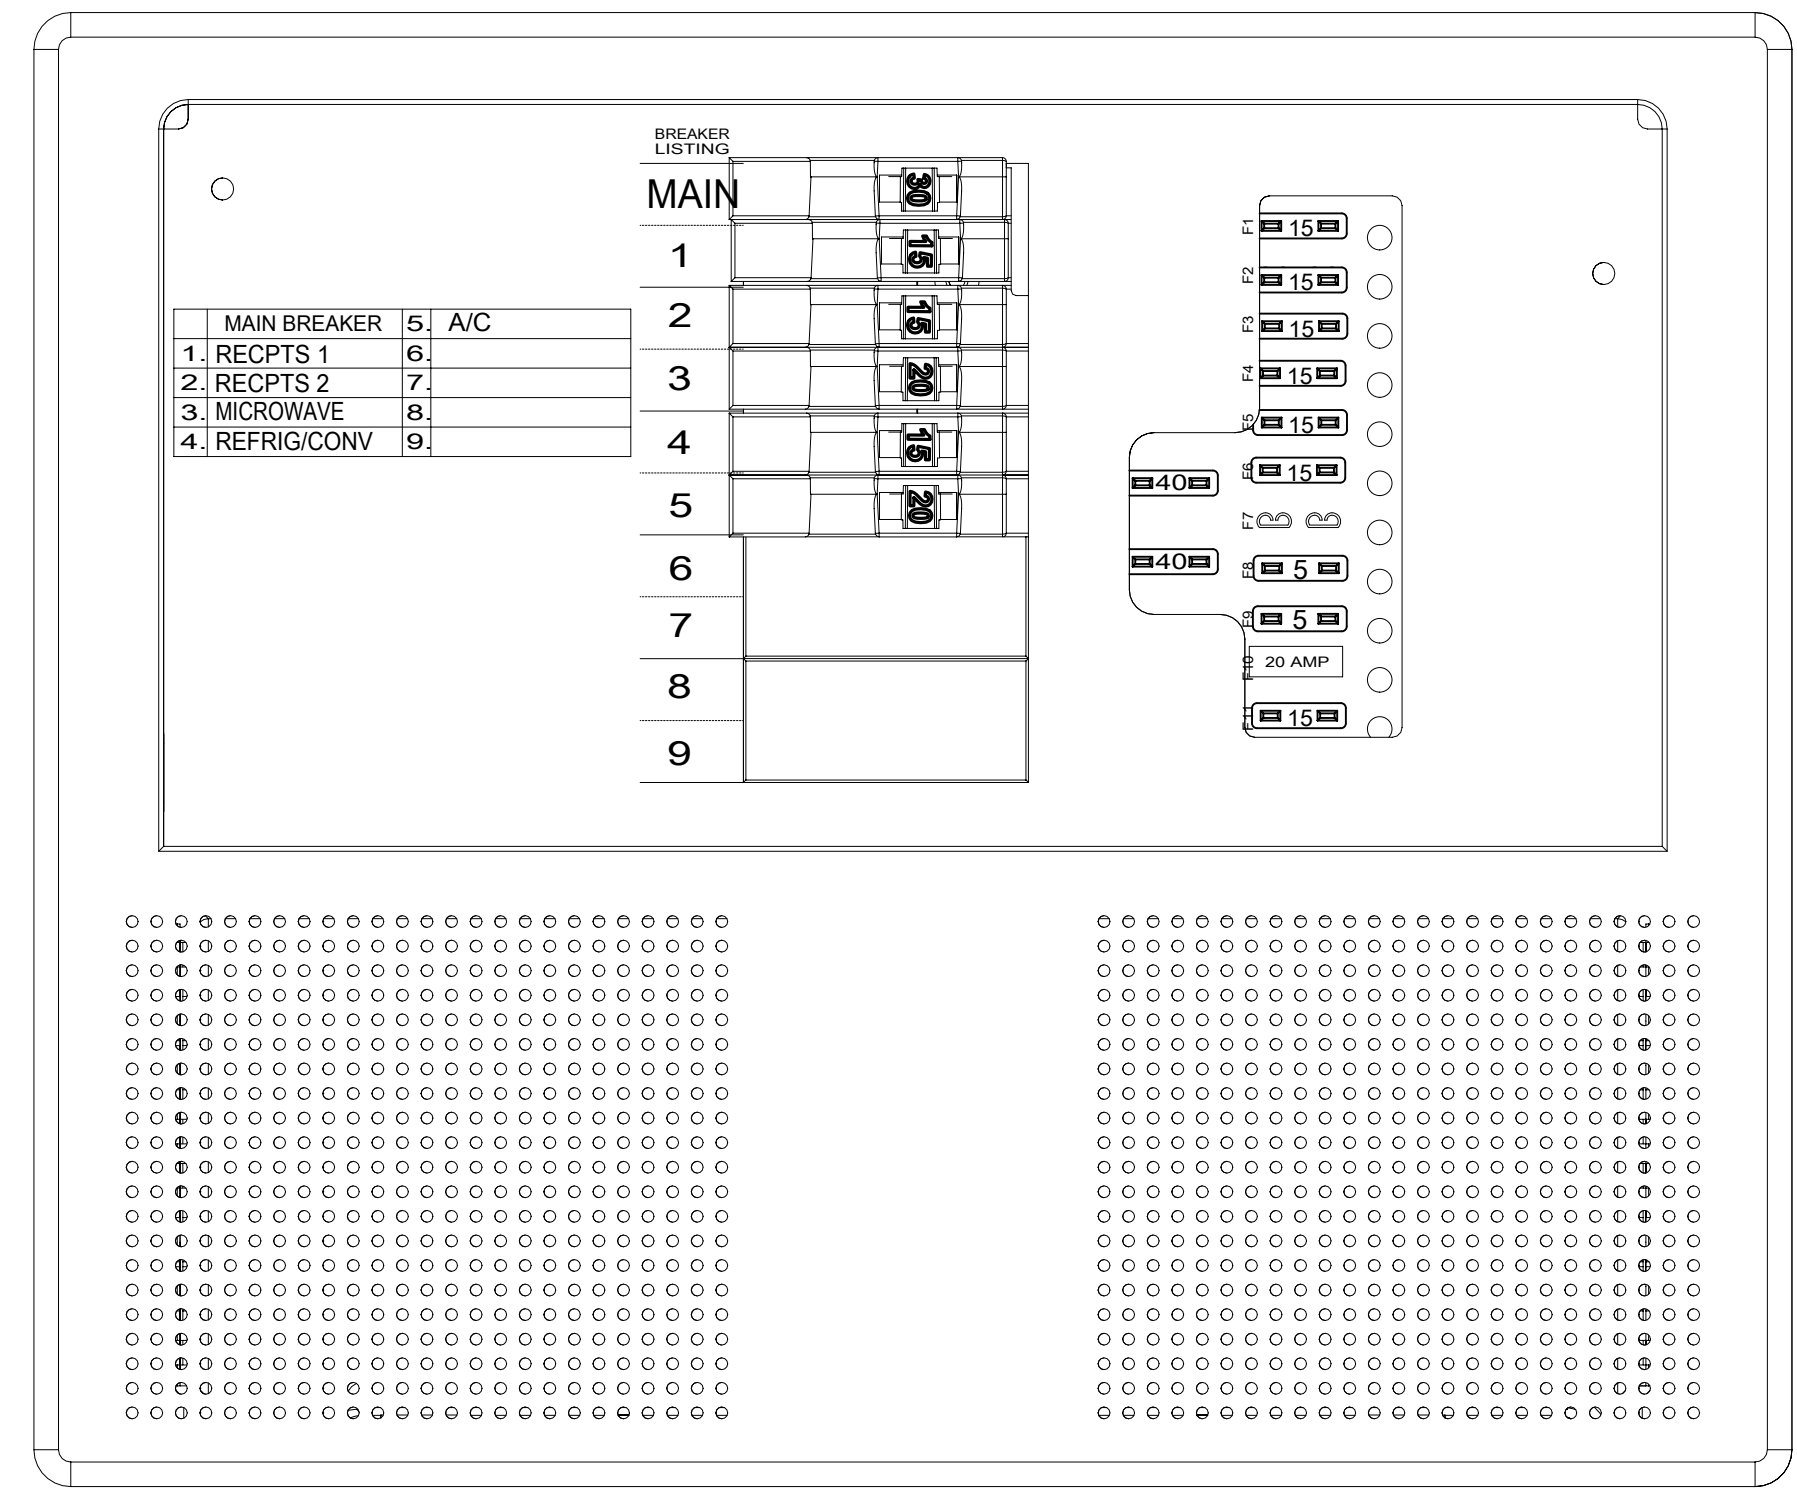 BREAKER
LISTING
MAIN 30
1 15
2 15
3 20
4 15
5 20
6
7
8
9
MAIN BREAKER 5. A/C
1. RECPTS 1 6.
2. RECPTS 2 7.
3. MICROWAVE 8.
4. REFRIG/CONV 9.
40
40
F1 15
F2 15
F3 15
F4 15
F5 15
F6 15
F7
F8 5
F9 5
F10 20 AMP
F11 15